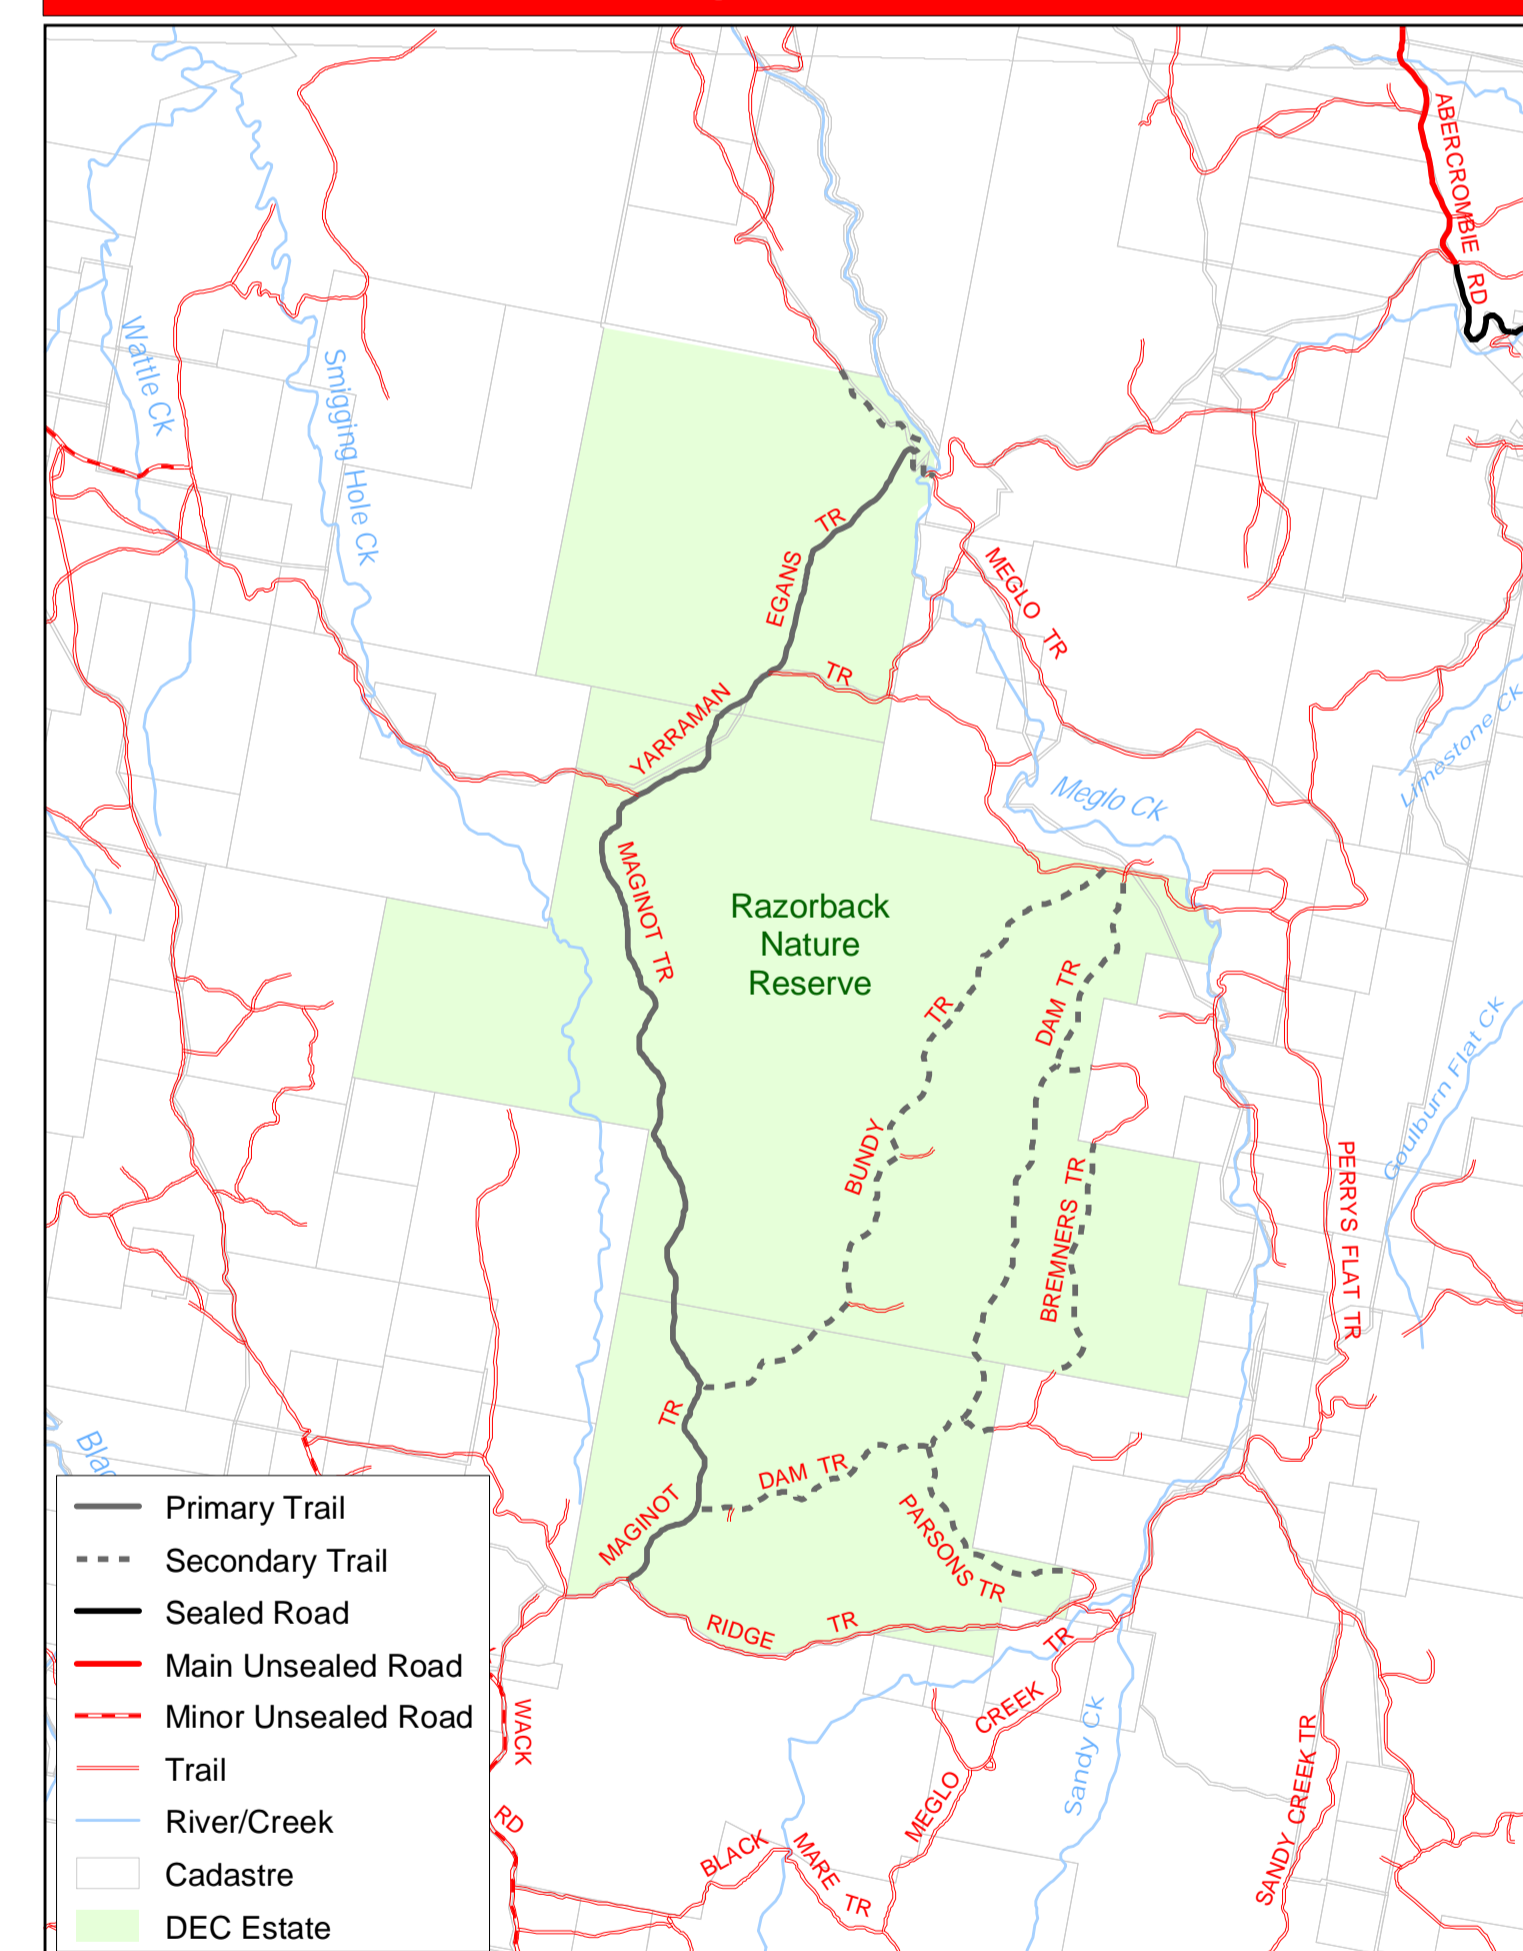 ABERCROMBIE RD
Wattle Ck
Smigging Hole Ck
EGANS TR
MEGLO TR
YARRAMAN TR
Limestone Ck
Meglo Ck
MAGINOT TR
Razorback
Nature
Reserve
DAM TR
BUNDY TR
Goulburn Flat Ck
BREMNERS TR
PERRYS FLAT TR
MAGINOT TR
DAM TR
PARSONS TR
RIDGE TR
MEGLO CREEK TR
Sandy Ck
SANDY CREEK TR
BLACK MARE TR
WACK
RD
Blac
Primary Trail
Secondary Trail
Sealed Road
Main Unsealed Road
Minor Unsealed Road
Trail
River/Creek
Cadastre
DEC Estate